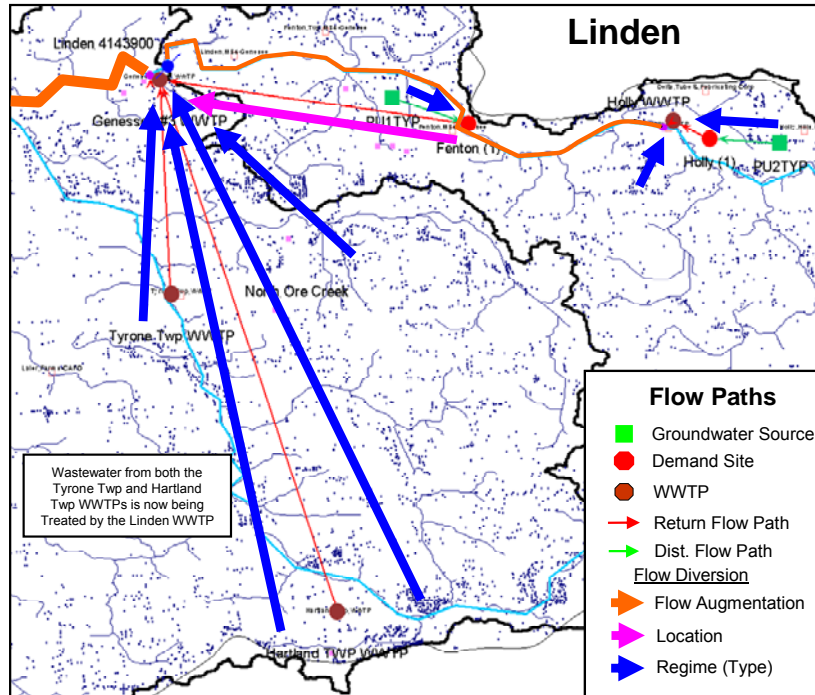 Linden
Linden 4143900
Linden_MSka-Genessee
Holly WWTP
Genessee #3 WWTP
PU1TYP
Fenton (1)
Holly (1)
PU2TYP
North Ore Creek
Tyrone Twp WWTP
Wastewater from both the
Tyrone Twp and Hartland
Twp WWTPs is now being
Treated by the Linden WWTP
Hartland TWP WWTP
Flow Paths
Groundwater Source
Demand Site
WWTP
Return Flow Path
Dist. Flow Path
Flow Diversion
Flow Augmentation
Location
Regime (Type)